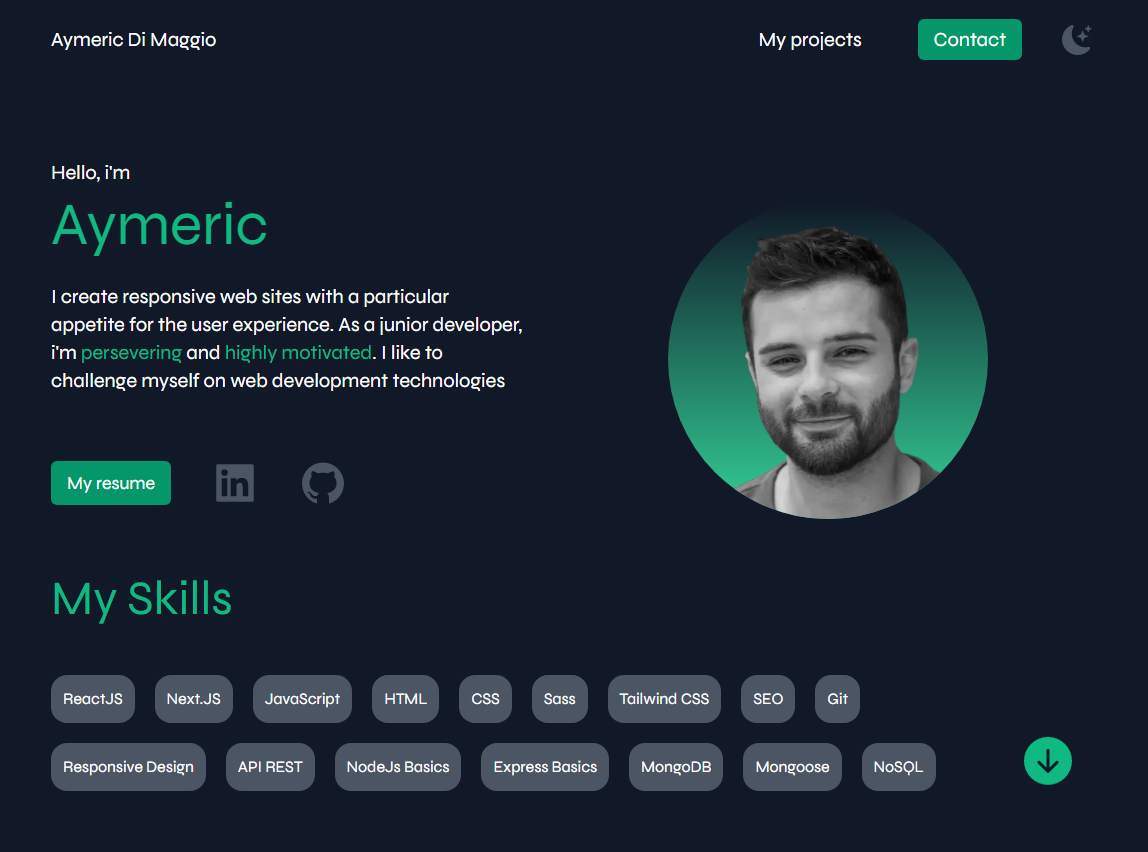 Aymeric Di Maggio
My projects
Contact
Hello, i'm
Aymeric
I create responsive web sites with a particular
appetite for the user experience. As a junior developer,
i'm persevering and highly motivated. I like to
challenge myself on web development technologies
My resume
in
My Skills
ReactJS Next.JS JavaScript HTML CSS Sass Tailwind CSS SEO Git
Responsive Design API REST NodeJs Basics Express Basics MongoDB Mongoose NoSQL